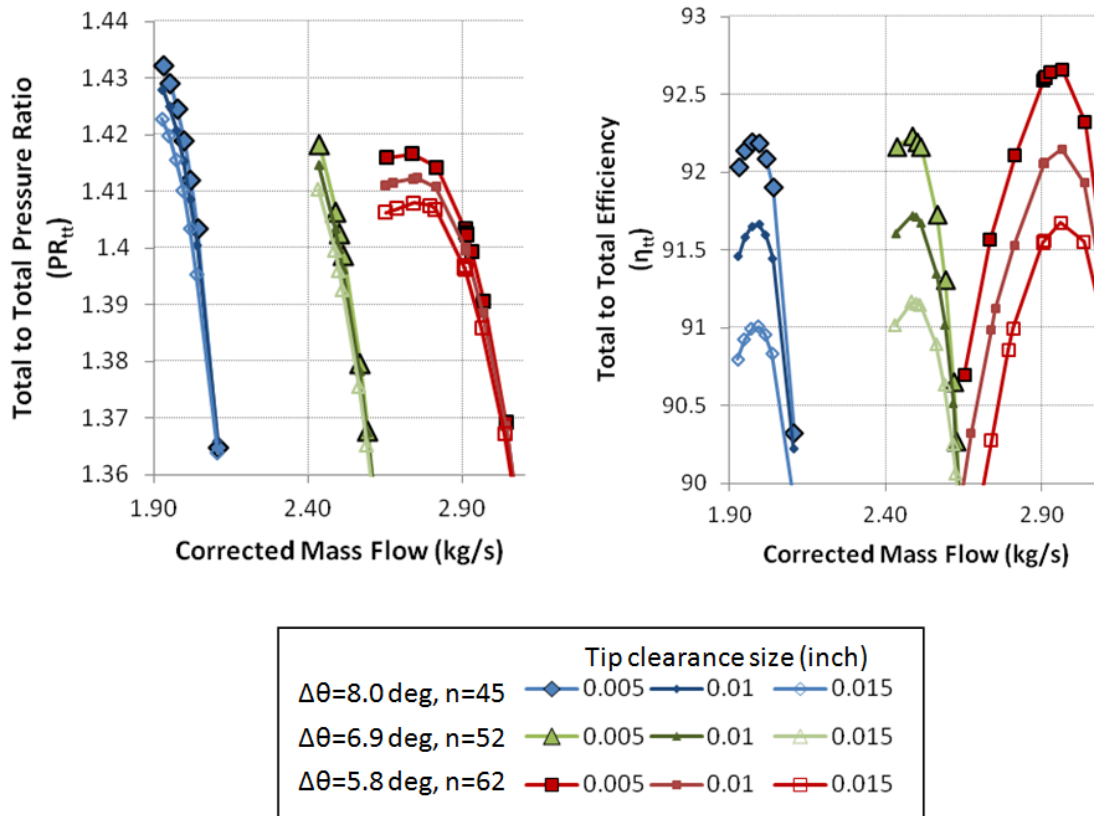 Total to Total Pressure Ratio
(PRtt)
1.44
1.43
1.42
1.41
1.4
1.39
1.38
1.37
1.36
1.90
2.40
2.90
Corrected Mass Flow (kg/s)
Total to Total Efficiency
(ηtt)
93
92.5
92
91.5
91
90.5
90
1.90
2.40
2.90
Corrected Mass Flow (kg/s)
Tip clearance size (inch)
Δθ=8.0 deg, n=45 0.005 0.01 0.015
Δθ=6.9 deg, n=52 0.005 0.01 0.015
Δθ=5.8 deg, n=62 0.005 0.01 0.015